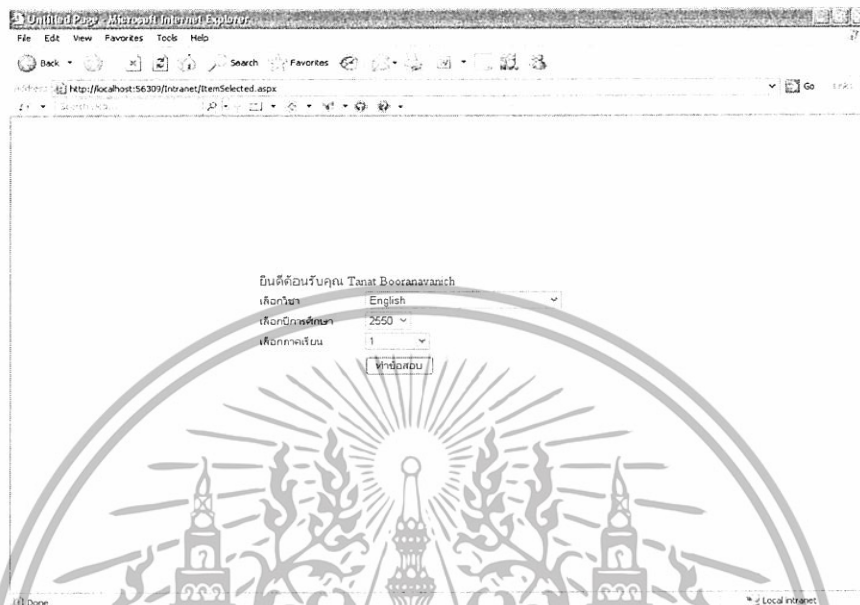 Untitled Page - Microsoft Internet Explorer
File Edit View Favorites Tools Help
Back Search Favorites
http://localhost:56309/Intranet/ItemSelected.aspx Go
ยินดีต้อนรับคุณ Tanat Booranavanich
เลือกวิชา English
เลือกปีการศึกษา 2550
เลือกภาคเรียน 1
ทำข้อสอบ
Done Local intranet